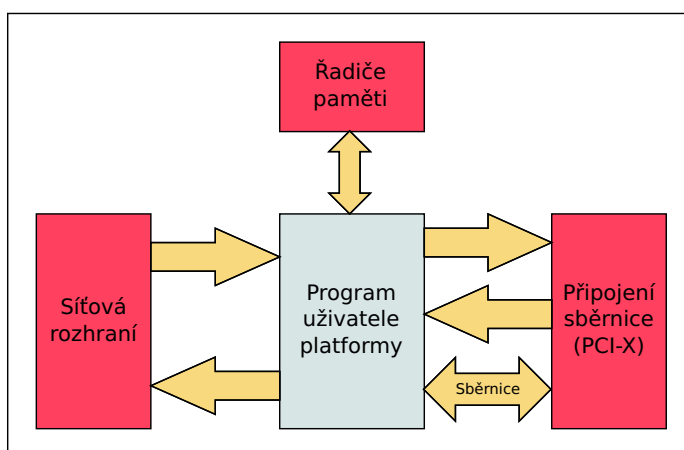 Řadiče
paměti
Síťová
rozhraní
Program
uživatele
platformy
Připojení
sběrnice
(PCI-X)
Sběrnice